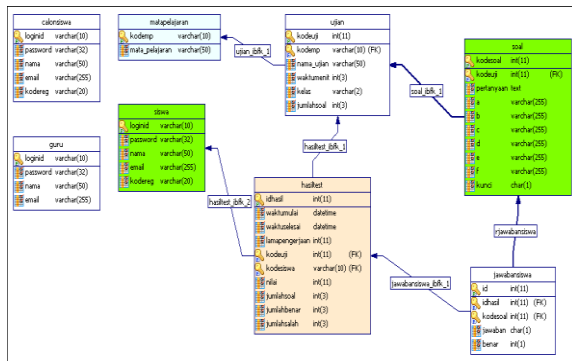 calonsiswa
loginid varchar(10)
password varchar(32)
nama varchar(50)
email varchar(255)
kodereg varchar(20)
matapelajaran
kodemp varchar(10)
mata_pelajaran varchar(50)
ujian_ibfk_1
ujian
kodeuji int(11)
kodemp varchar(10) (FK)
nama_ujian varchar(50)
waktumenit int(3)
kelas varchar(2)
jumlahsoal int(3)
soal_ibfk_1
soal
kodesoal int(11)
kodeuji int(11) (FK)
pertanyaan text
a varchar(255)
b varchar(255)
c varchar(255)
d varchar(255)
e varchar(255)
f varchar(255)
kunci char(1)
guru
loginid varchar(10)
password varchar(32)
nama varchar(50)
email varchar(255)
siswa
loginid varchar(10)
password varchar(32)
nama varchar(50)
email varchar(255)
kodereg varchar(20)
hasiltest_ibfk_1
hasiltest_ibfk_2
hasiltest
idhasil int(11)
waktumulai datetime
waktuselesai datetime
lamapengerjaan int(11)
kodeuji int(11) (FK)
kodesiswa varchar(10) (FK)
nilai int(11)
jumlahsoal int(3)
jumlahbenar int(3)
jumlahsalah int(3)
rjawabansiswa
jawabansiswa_ibfk_1
jawabansiswa
id int(11)
idhasil int(11) (FK)
kodesoal int(11) (FK)
jawaban char(1)
benar int(1)